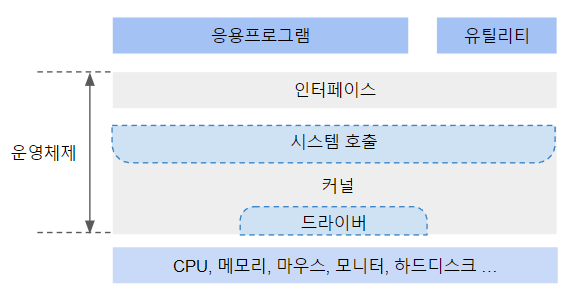 응용프로그램
유틸리티
인터페이스
시스템 호출
운영체제
커널
드라이버
CPU, 메모리, 마우스, 모니터, 하드디스크 ...